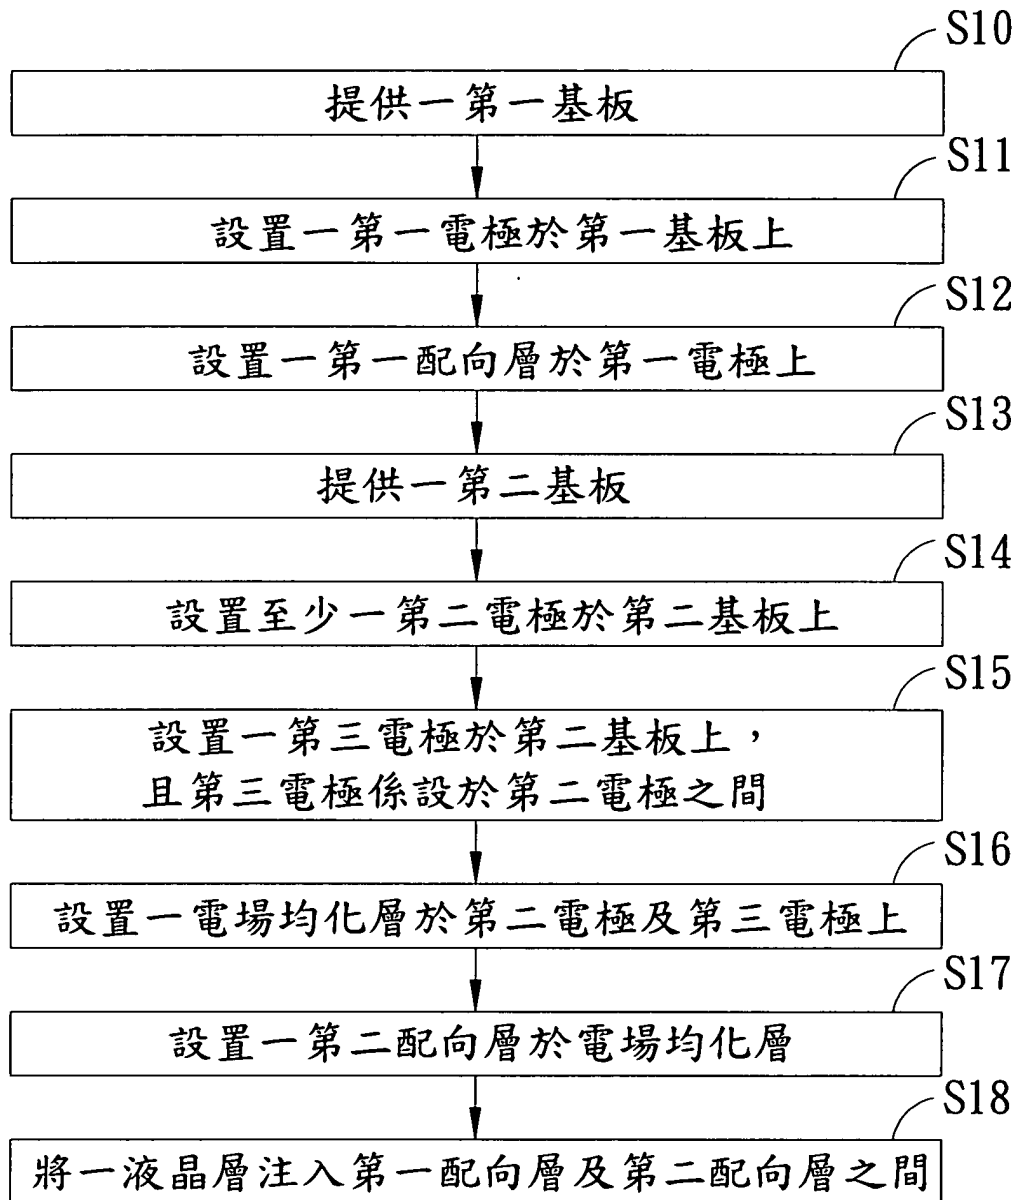 S10
提供一第一基板
S11
設置一第一電極於第一基板上
S12
設置一第一配向層於第一電極上
S13
提供一第二基板
S14
設置至少一第二電極於第二基板上
S15
設置一第三電極於第二基板上，
且第三電極係設於第二電極之間
S16
設置一電場均化層於第二電極及第三電極上
S17
設置一第二配向層於電場均化層
S18
將一液晶層注入第一配向層及第二配向層之間